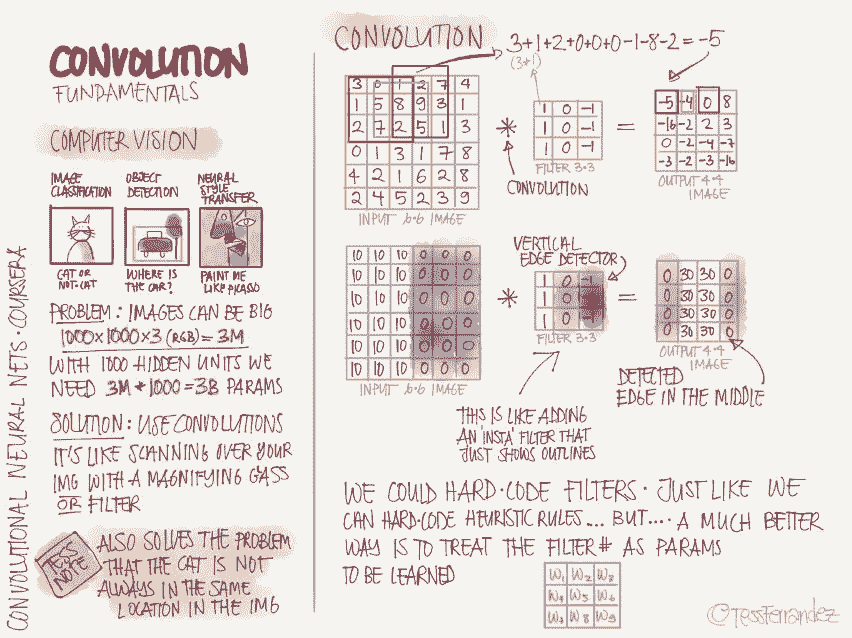 CONVOLUTIONAL NEURAL NETS · COURSERA
CONVOLUTION
FUNDAMENTALS
COMPUTER VISION
IMAGE
CLASSIFICATION
CAT OR
NOT-CAT
OBJECT
DETECTION
WHERE IS
THE CAR?
NEURAL
STYLE
TRANSFER
PAINT ME
LIKE PICASSO
PROBLEM: IMAGES CAN BE BIG
1000×1000×3 (RGB) = 3M
WITH 1000 HIDDEN UNITS WE
NEED 3M * 1000 = 3B PARAMS
SOLUTION: USE CONVOLUTIONS
IT'S LIKE SCANNING OVER YOUR
IMG WITH A MAGNIFYING GASS
OR FILTER
TESS
NOTE
ALSO SOLVES THE PROBLEM
THAT THE CAT IS NOT
ALWAYS IN THE SAME
LOCATION IN THE IMG
CONVOLUTION
3+1+2+0+0+0-1-8-2=-5
(3*1)
3 0 1 2 7 4
1 5 8 9 3 1
2 7 2 5 1 3
0 1 3 1 7 8
4 2 1 6 2 8
2 4 5 2 3 9
INPUT 6·6 IMAGE
*
CONVOLUTION
1 0 -1
1 0 -1
1 0 -1
FILTER 3·3
=
-5 -4 0 8
-16 -2 2 3
0 -2 -4 -7
-3 -2 -3 -16
OUTPUT 4·4
IMAGE
10 10 10 0 0 0
10 10 10 0 0 0
10 10 10 0 0 0
10 10 10 0 0 0
10 10 10 0 0 0
10 10 10 0 0 0
INPUT 6·6 IMAGE
*
VERTICAL
EDGE DETECTOR
1 0 -1
1 0 -1
1 0 -1
FILTER 3·3
=
0 30 30 0
0 30 30 0
0 30 30 0
0 30 30 0
OUTPUT 4·4
IMAGE
THIS IS LIKE ADDING
AN 'INSTA' FILTER THAT
JUST SHOWS OUTLINES
DETECTED
EDGE IN THE MIDDLE
WE COULD HARD-CODE FILTERS · JUST LIKE WE
CAN HARD-CODE HEURISTIC RULES... BUT.... A MUCH BETTER
WAY IS TO TREAT THE FILTER # AS PARAMS
TO BE LEARNED
W₁ W₂ W₃
W₄ W₅ W₆
W₇ W₈ W₉
©TessFerrandez